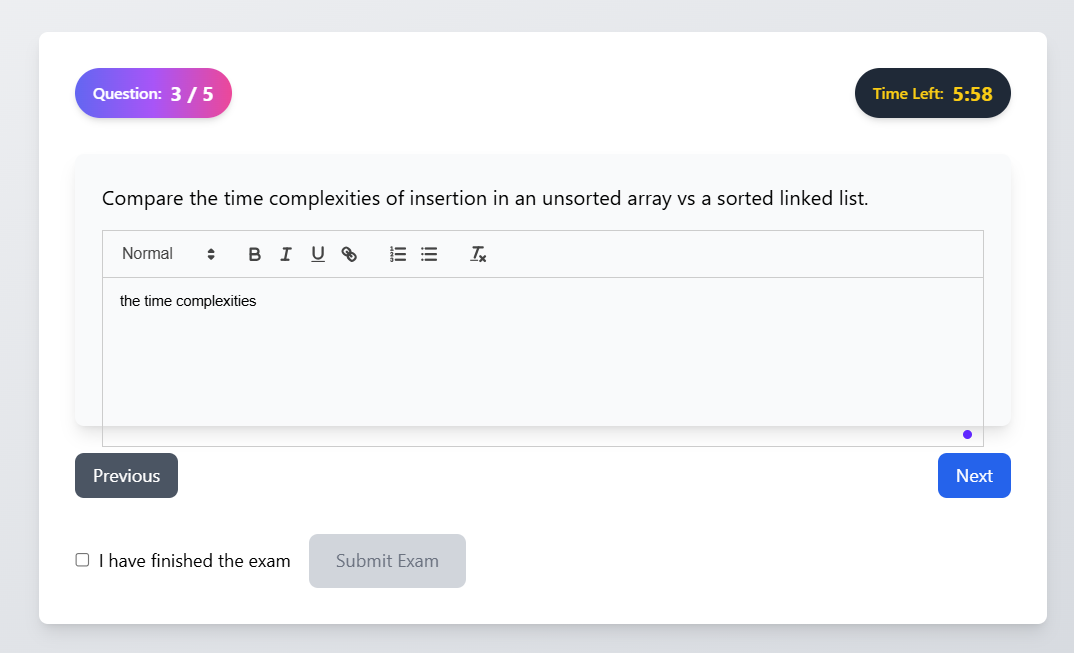 Question: 3 / 5
Time Left: 5:58
Compare the time complexities of insertion in an unsorted array vs a sorted linked list.
Normal
the time complexities
Previous
Next
I have finished the exam
Submit Exam